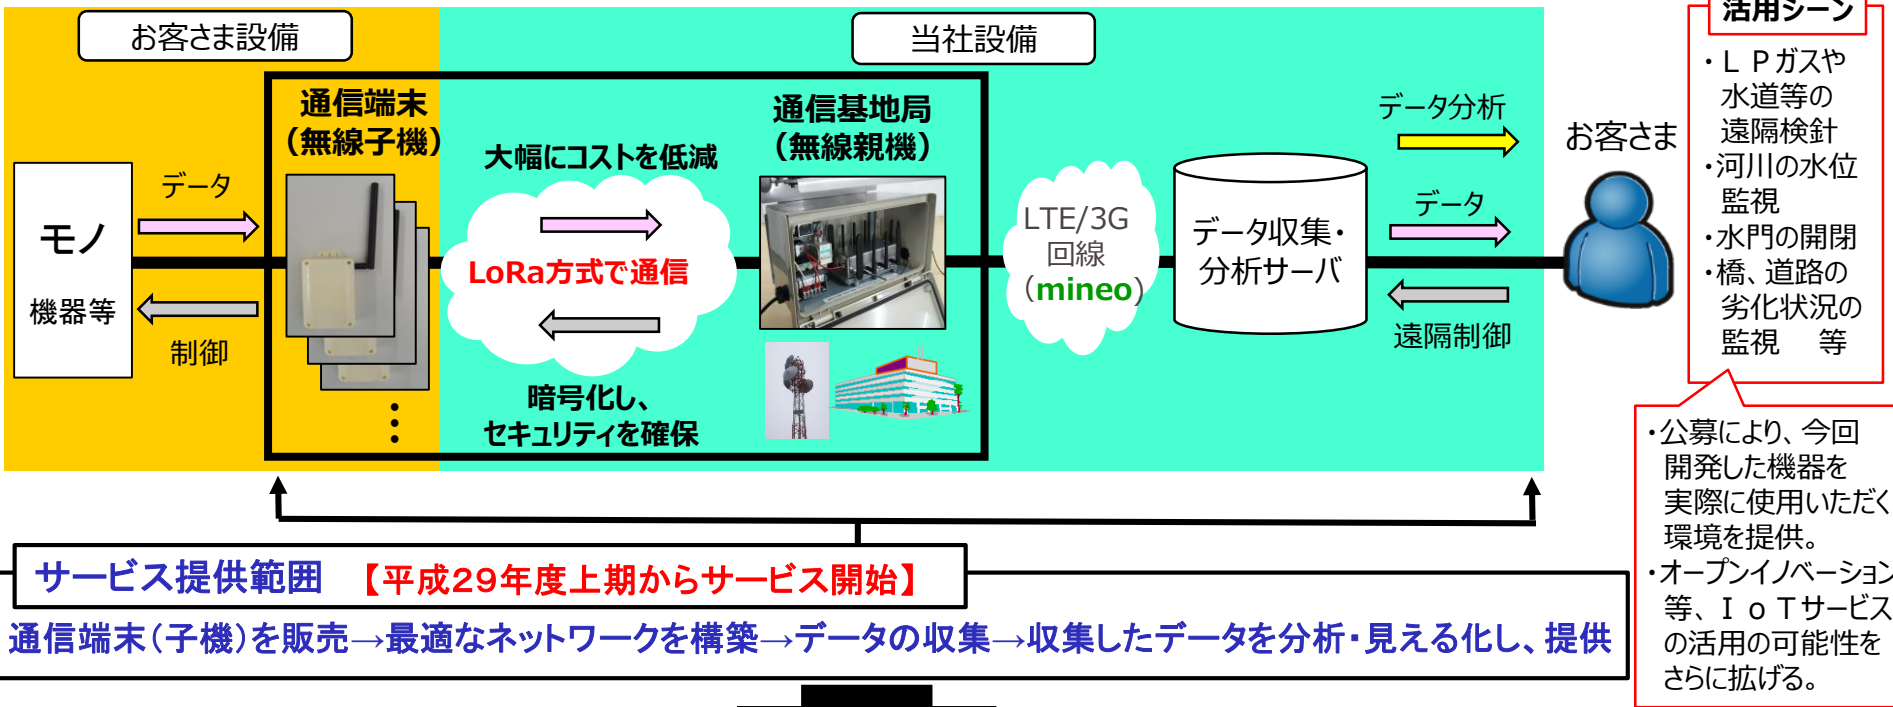 お客さま設備
当社設備
通信端末
（無線子機）
大幅にコストを低減
通信基地局
（無線親機）
モノ
機器等
データ
制御
LoRa方式で通信
暗号化し、
セキュリティを確保
LTE/3G
回線
（mineo）
データ収集・
分析サーバ
データ分析
データ
遠隔制御
お客さま
活用シーン
・ＬＰガスや
水道等の
遠隔検針
・河川の水位
監視
・水門の開閉
・橋、道路の
劣化状況の
監視　等
・公募により、今回
開発した機器を
実際に使用いただく
環境を提供。
・オープンイノベーション
等、ＩｏＴサービス
の活用の可能性を
さらに拡げる。
サービス提供範囲　【平成２９年度上期からサービス開始】
通信端末（子機）を販売→最適なネットワークを構築→データの収集→収集したデータを分析・見える化し、提供